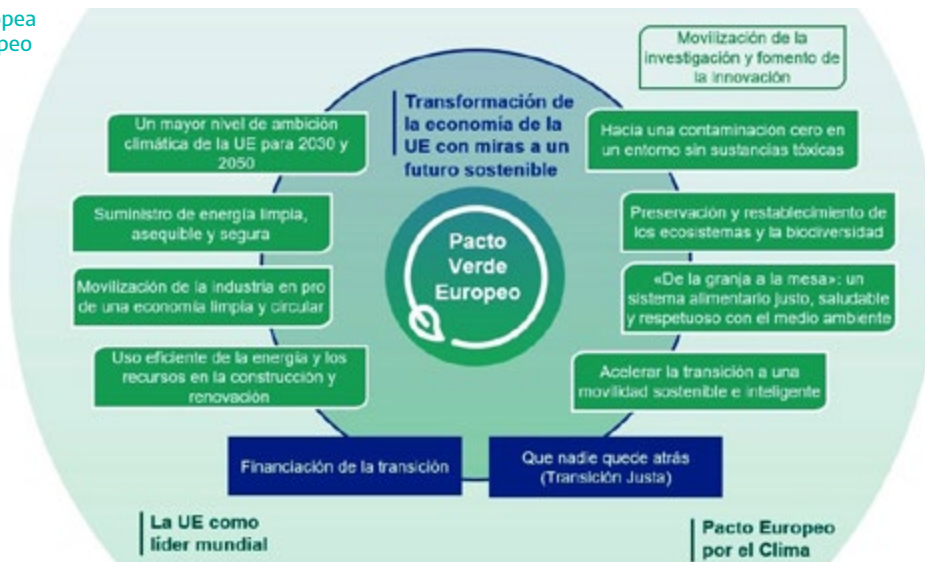 opea
peo
Movilización de la
investigación y fomento de
la innovación
Transformación de
la economía de la
UE con miras a un
futuro sostenible
Un mayor nivel de ambición
climática de la UE para 2030 y
2050
Hacia una contaminación cero en
un entorno sin sustancias tóxicas
Suministro de energía limpia,
asequible y segura
Preservación y restablecimiento de
los ecosistemas y la biodiversidad
Pacto
Verde
Europeo
Movilización de la industria en pro
de una economía limpia y circular
«De la granja a la mesa»: un
sistema alimentario justo, saludable
y respetuoso con el medio ambiente
Uso eficiente de la energía y los
recursos en la construcción y
renovación
Acelerar la transición a una
movilidad sostenible e inteligente
Financiación de la transición
Que nadie quede atrás
(Transición Justa)
La UE como
líder mundial
Pacto Europeo
por el Clima